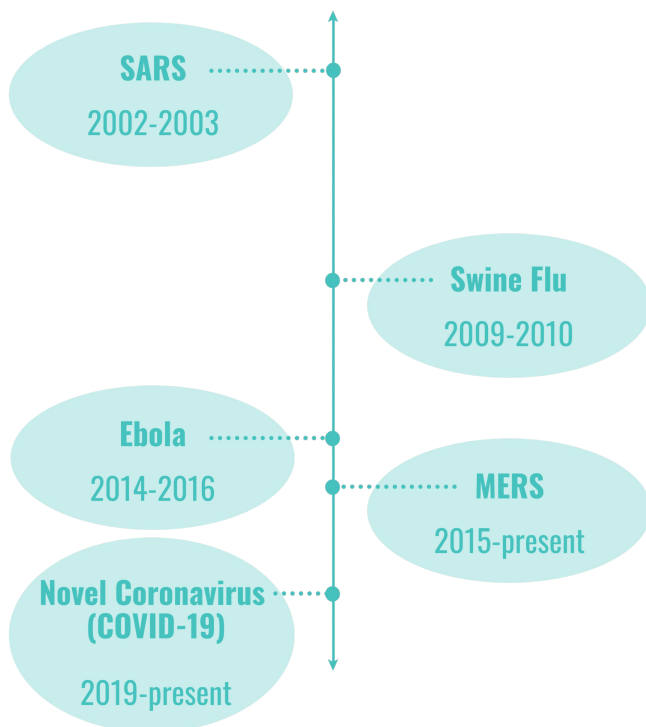 SARS
2002-2003
Swine Flu
2009-2010
Ebola
2014-2016
MERS
2015-present
Novel Coronavirus
(COVID-19)
2019-present